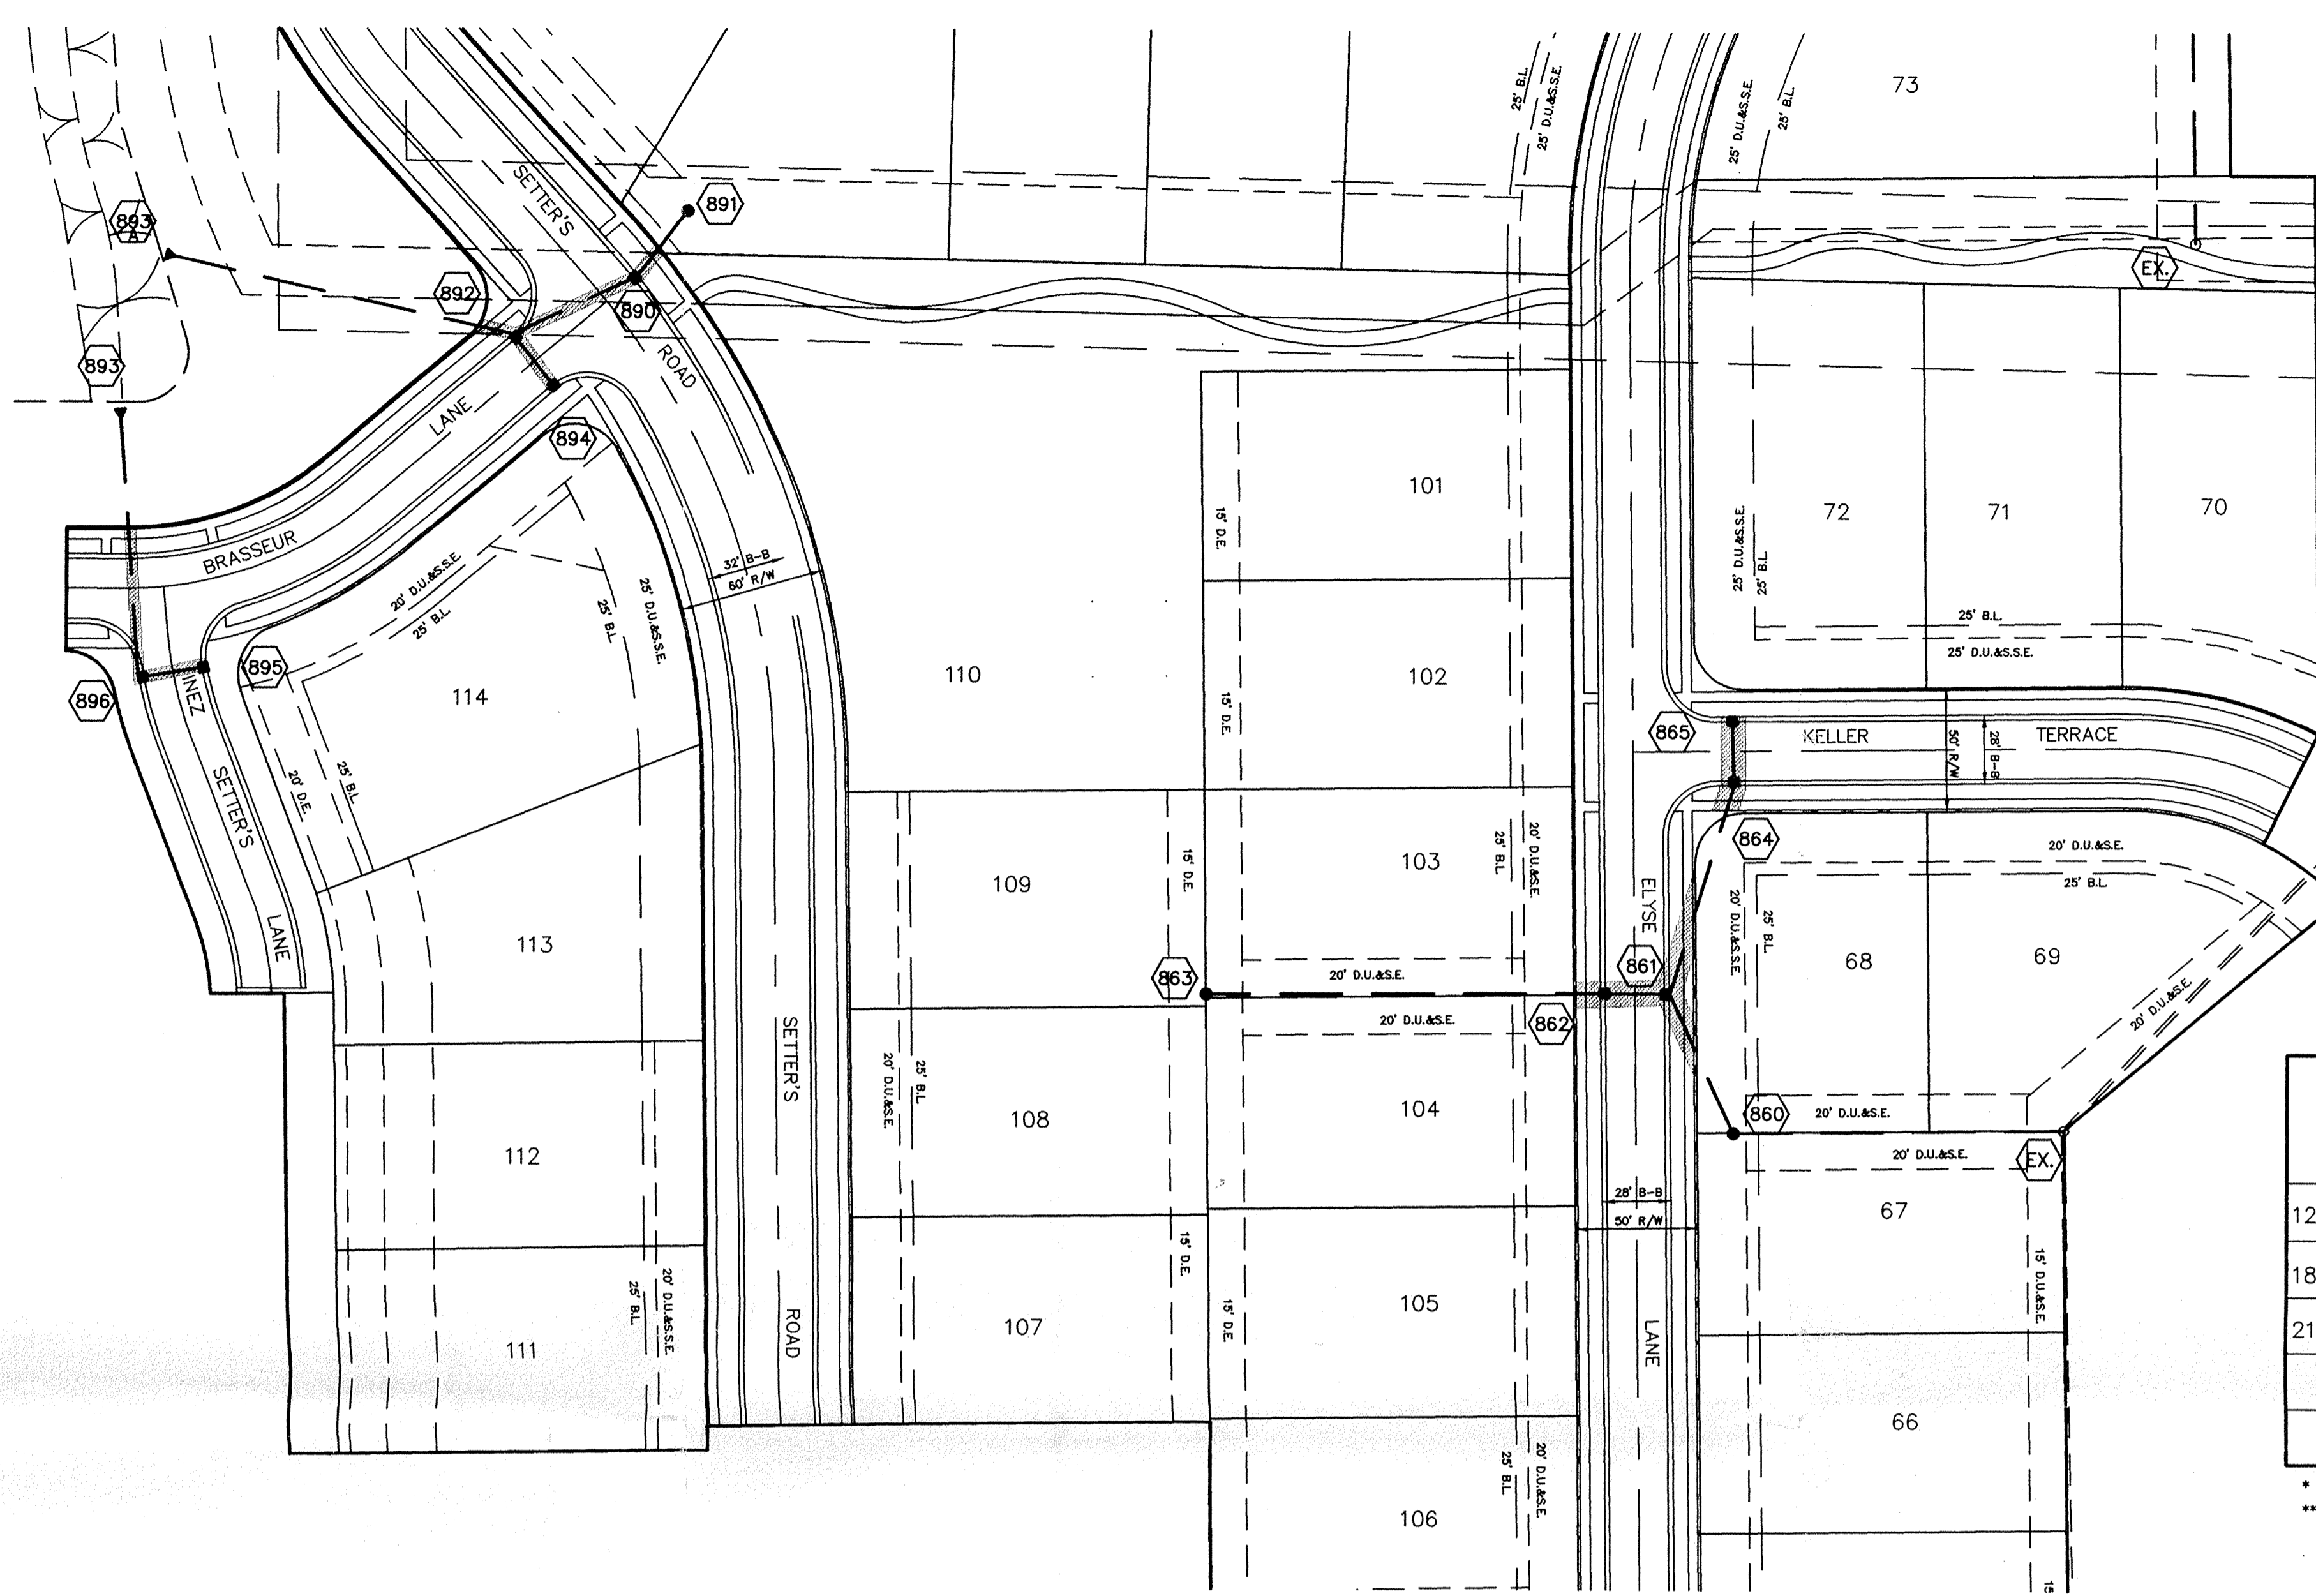 25' B.L.
25' D.U.&S.S.E.
25' D.U.&S.S.E.
25' B.L.
73
SETTER'S
891
893
A
892
890
EX.
893
ROAD
LANE
894
101
15' D.E.
72
71
70
25' D.U.&S.S.E.
25' B.L.
BRASSEUR
32' B-B
60' R/W
20' D.U.&S.S.E.
25' B.L.
25' B.L.
25' D.U.&S.S.E.
25' B.L.
25' D.U.&S.S.E.
895
896
INEZ
SETTER'S
LANE
114
110
102
15' D.E.
865
KELLER
TERRACE
50' R/W
28' B-B
20' D.E.
25' B.L.
109
15' D.E.
103
25' B.L.
20' D.U.&S.E.
864
20' D.U.&S.E.
25' B.L.
ELYSE
20' D.U.&S.S.E.
25' B.L.
113
863
20' D.U.&S.E.
861
68
69
862
20' D.U.&S.E.
20' D.U.&S.E.
SETTER'S
20' D.U.&S.S.E.
25' B.L.
108
104
860
20' D.U.&S.E.
112
20' D.U.&S.E.
EX.
28' B-B
50' R/W
67
15' D.E.
12
15' D.U.&S.E.
18
25' B.L.
20' D.U.&S.S.E.
111
ROAD
107
15' D.E.
105
LANE
21
66
25' B.L.
20' D.U.&S.E.
106
*
**
15